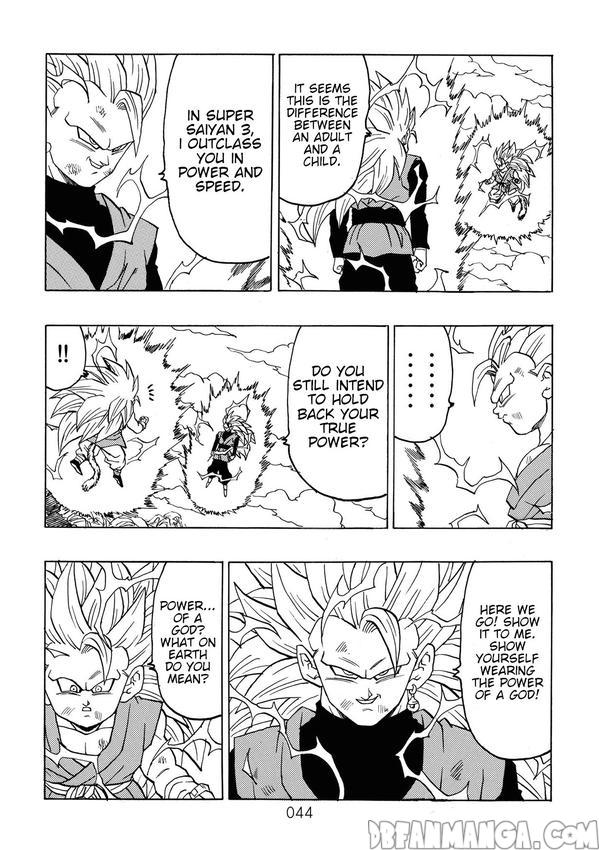 IN SUPER
SAIYAN 3,
I OUTCLASS
YOU IN
POWER AND
SPEED.
IT SEEMS
THIS IS THE
DIFFERENCE
BETWEEN
AN ADULT
AND A
CHILD.
!!
DO YOU
STILL INTEND
TO HOLD
BACK YOUR
TRUE
POWER?
......
POWER...
OF A
GOD?
WHAT ON
EARTH DO
YOU
MEAN?
HERE WE
GO! SHOW
IT TO ME.
SHOW
YOURSELF
WEARING
THE POWER
OF A GOD!
044
DBFANMANGA.COM